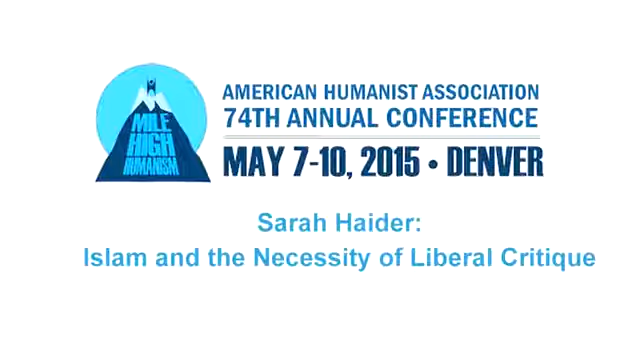 MILE
HIGH
HUMANISM
AMERICAN HUMANIST ASSOCIATION
74TH ANNUAL CONFERENCE
MAY 7-10, 2015 • DENVER
Sarah Haider:
Islam and the Necessity of Liberal Critique